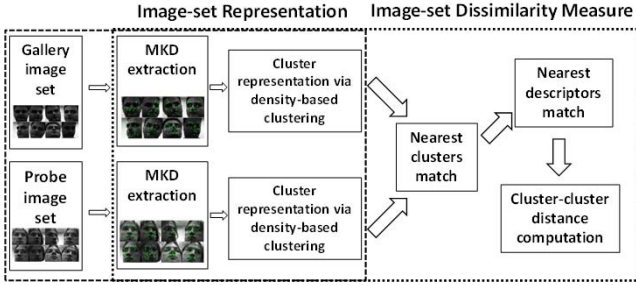 Image-set Representation
Image-set Dissimilarity Measure
Gallery
image
set
MKD
extraction
Cluster
representation via
density-based
clustering
Probe
image
set
MKD
extraction
Cluster
representation via
density-based
clustering
Nearest
clusters
match
Nearest
descriptors
match
Cluster-cluster
distance
computation